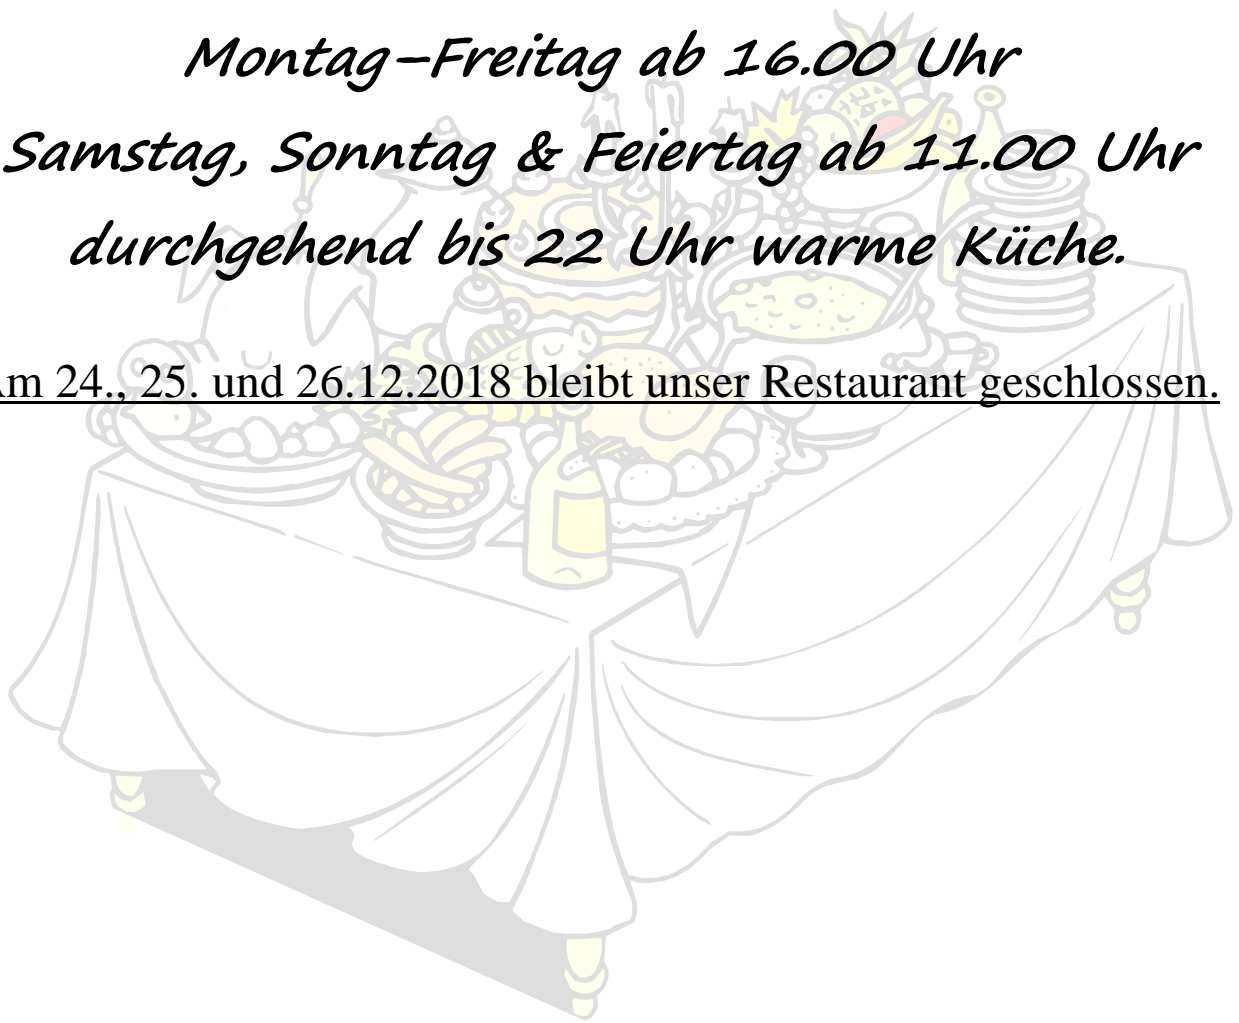 Montag–Freitag ab 16.00 Uhr
Samstag, Sonntag & Feiertag ab 11.00 Uhr
durchgehend bis 22 Uhr warme Küche.
Am 24., 25. und 26.12.2018 bleibt unser Restaurant geschlossen.